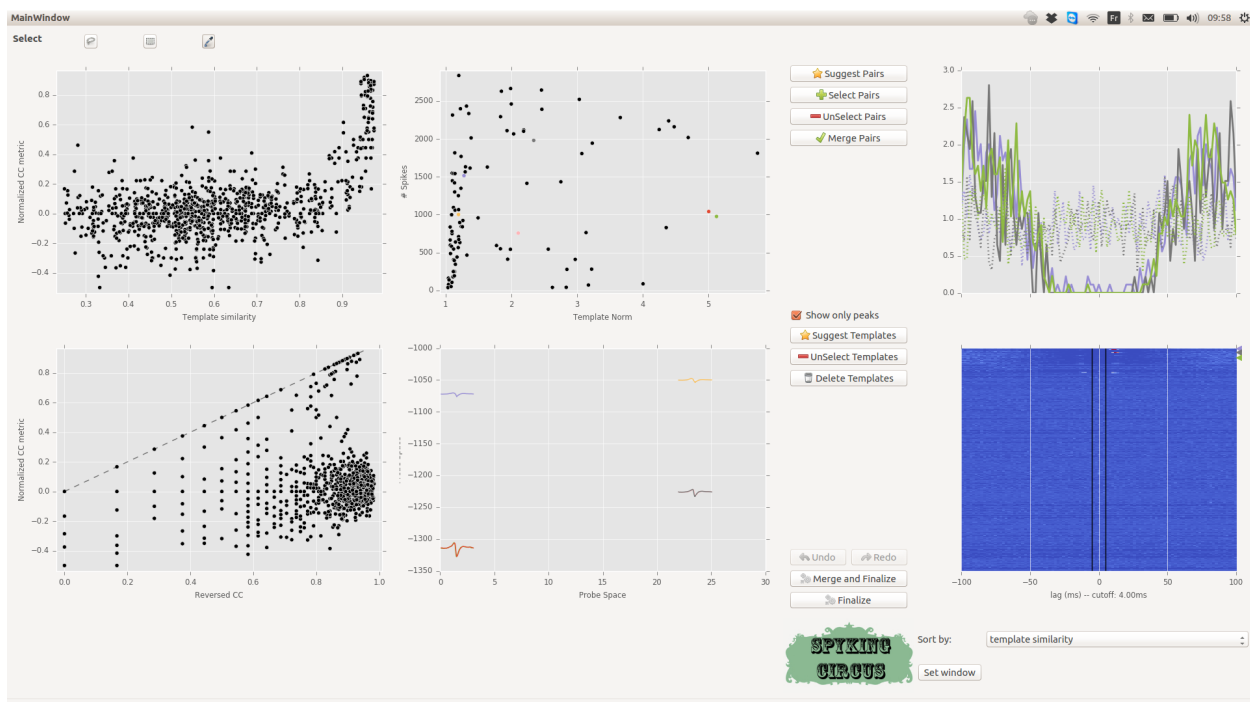 MainWindow
Fr
09:58
Select
0.8
0.6
0.4
0.2
0.0
−0.2
−0.4
Normalized CC metric
0.3 0.4 0.5 0.6 0.7 0.8 0.9
Template similarity
2500
2000
1500
1000
500
0
# Spikes
1 2 3 4 5
Template Norm
Suggest Pairs
Select Pairs
UnSelect Pairs
Merge Pairs
3.0
2.5
2.0
1.5
1.0
0.5
0.0
Show only peaks
Suggest Templates
UnSelect Templates
Delete Templates
0.8
0.6
0.4
0.2
0.0
−0.2
−0.4
Normalized CC metric
0.0 0.2 0.4 0.6 0.8 1.0
Reversed CC
−1000
−1050
−1100
−1150
−1200
−1250
−1300
−1350
0 5 10 15 20 25 30
Probe Space
Undo Redo
Merge and Finalize
Finalize
−100 −50 0 50 100
lag (ms) -- cutoff: 4.00ms
SPYKING
CIRCUS
Sort by: template similarity
Set window